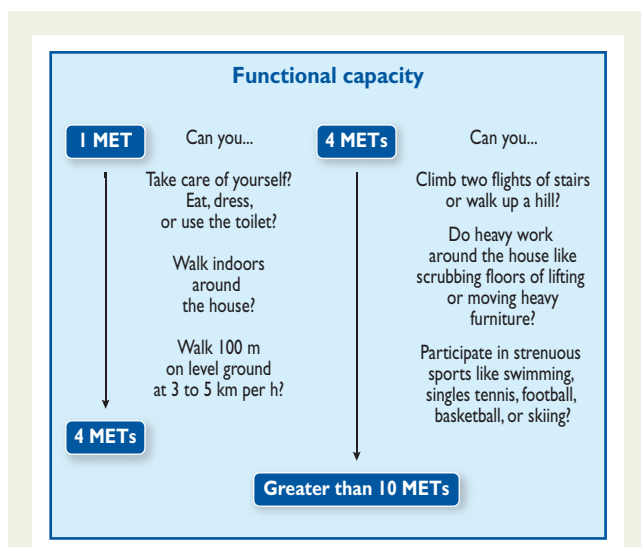 Functional capacity
1 MET
Can you...
Take care of yourself?
Eat, dress,
or use the toilet?
Walk indoors
around
the house?
Walk 100 m
on level ground
at 3 to 5 km per h?
4 METs
4 METs
Can you...
Climb two flights of stairs
or walk up a hill?
Do heavy work
around the house like
scrubbing floors of lifting
or moving heavy
furniture?
Participate in strenuous
sports like swimming,
singles tennis, football,
basketball, or skiing?
Greater than 10 METs